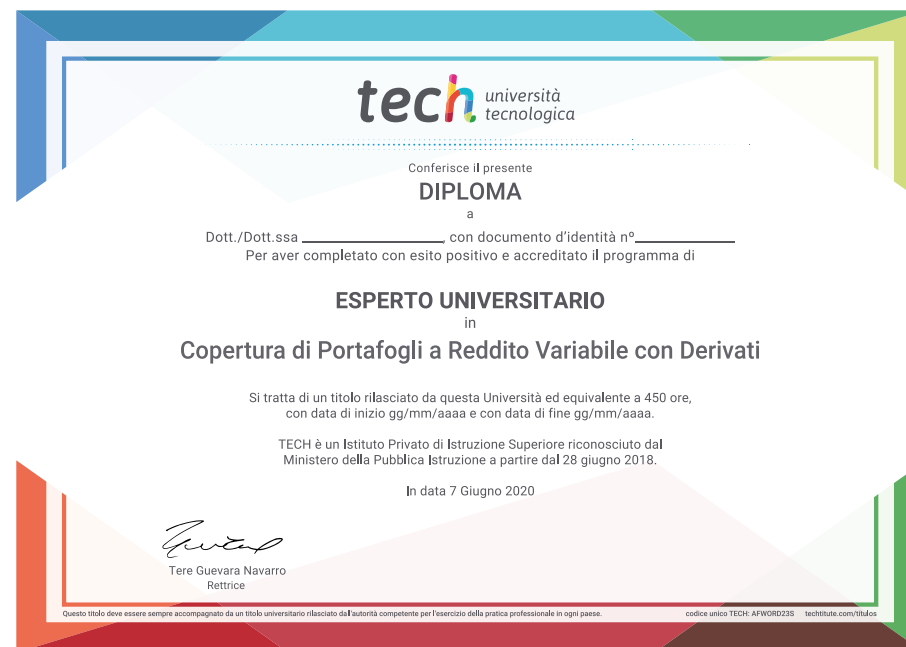 tech università
tecnologica
Conferisce il presente
DIPLOMA
a
Dott./Dott.ssa ____________________, con documento d'identità nº______________
Per aver completato con esito positivo e accreditato il programma di
ESPERTO UNIVERSITARIO
in
Copertura di Portafogli a Reddito Variabile con Derivati
Si tratta di un titolo rilasciato da questa Università ed equivalente a 450 ore,
con data di inizio gg/mm/aaaa e con data di fine gg/mm/aaaa.
TECH è un Istituto Privato di Istruzione Superiore riconosciuto dal
Ministero della Pubblica Istruzione a partire dal 28 giugno 2018.
In data 7 Giugno 2020
Tere Guevara Navarro
Rettrice
Questo titolo deve essere sempre accompagnato da un titolo universitario rilasciato dall'autorità competente per l'esercizio della pratica professionale in ogni paese. codice unico TECH: AFWORD23S techtitute.com/titulos